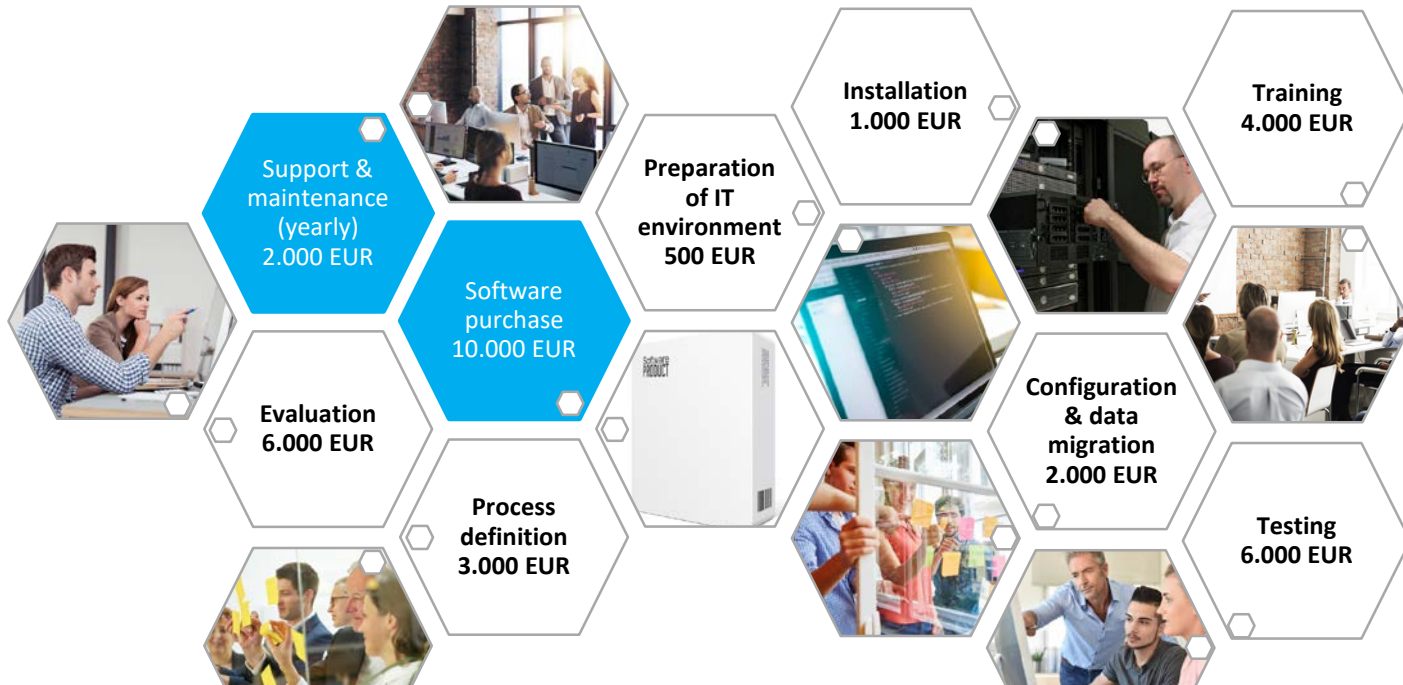 Support &
maintenance
(yearly)
2.000 EUR
Software
purchase
10.000 EUR
Evaluation
6.000 EUR
Process
definition
3.000 EUR
Preparation
of IT
environment
500 EUR
Software
PRODUCT
Installation
1.000 EUR
Configuration
& data
migration
2.000 EUR
Training
4.000 EUR
Testing
6.000 EUR